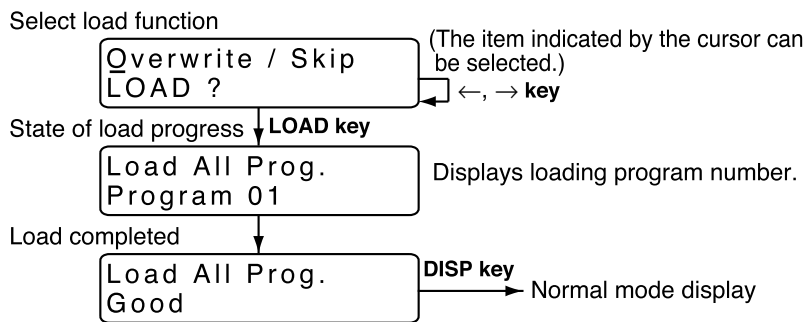 Select load function
Overwrite / Skip
LOAD ?
(The item indicated by the cursor can
be selected.)
←, → key
State of load progress
LOAD key
Load All Prog.
Program 01
Displays loading program number.
Load completed
Load All Prog.
Good
DISP key
Normal mode display